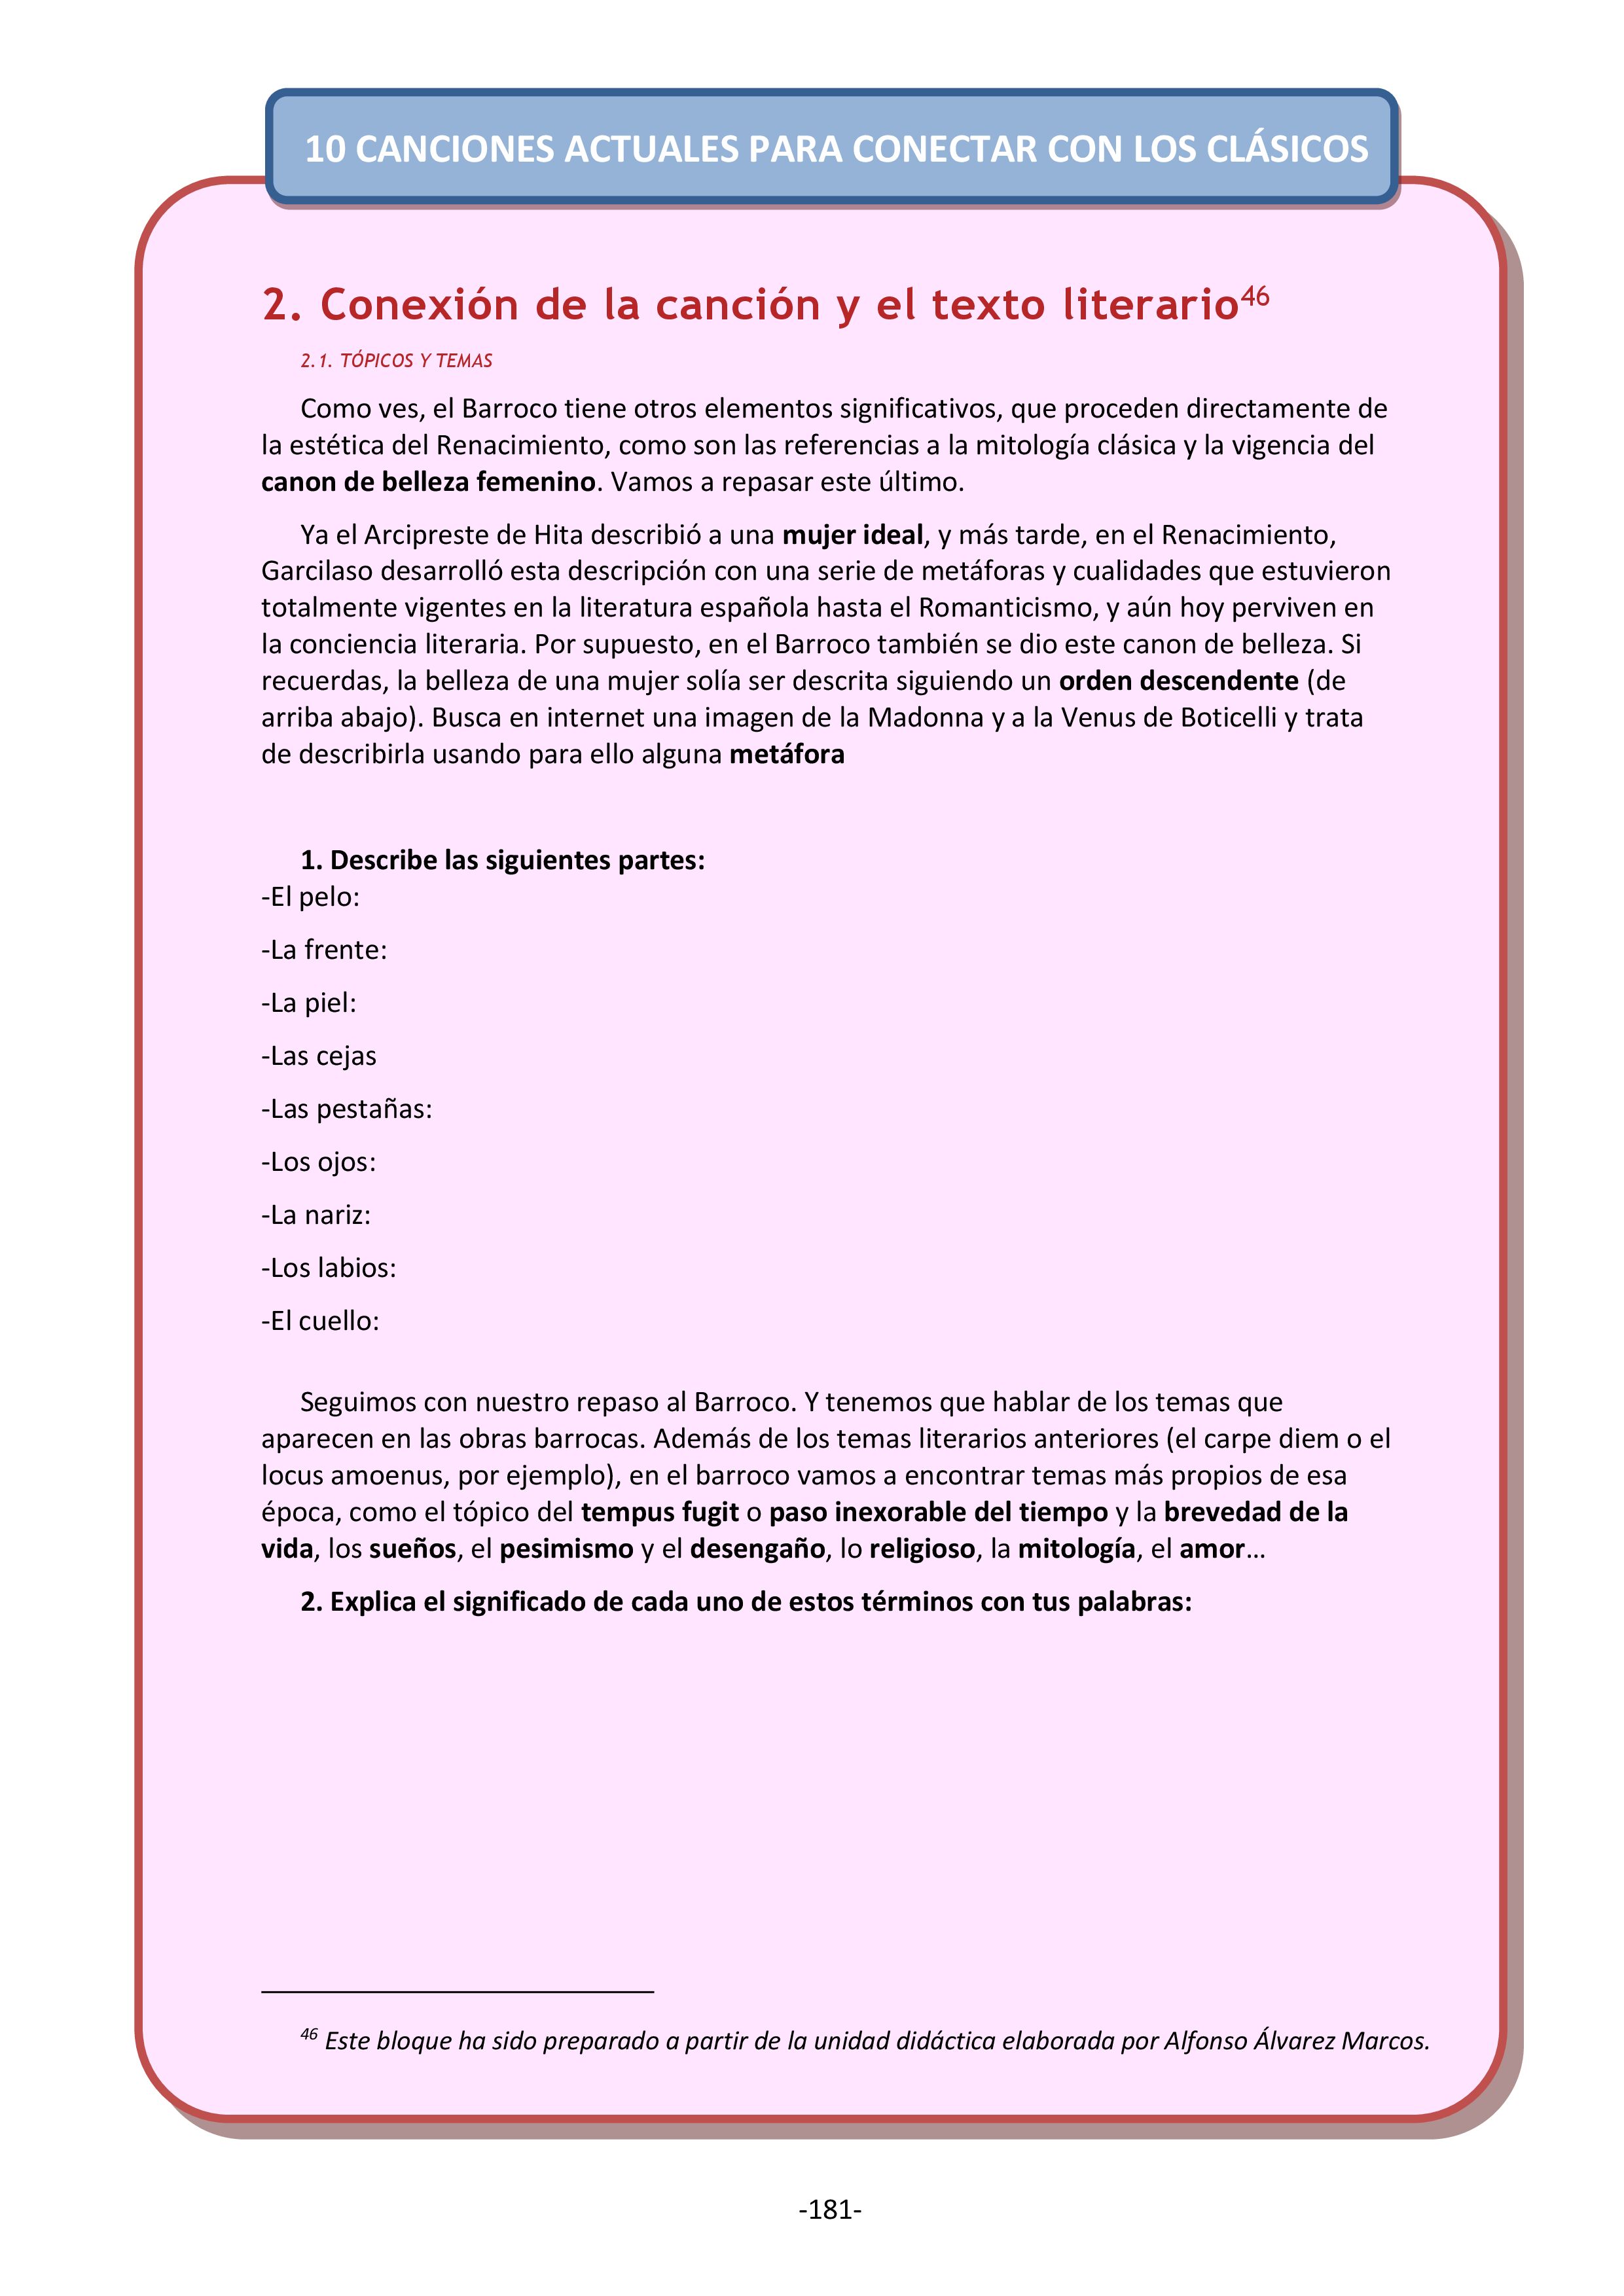 10 CANCIONES ACTUALES PARA CONECTAR CON LOS CLÁSICOS
2. Conexión de la canción y el texto literario46
2.1. TÓPICOS Y TEMAS
Como ves, el Barroco tiene otros elementos significativos, que proceden directamente de
la estética del Renacimiento, como son las referencias a la mitología clásica y la vigencia del
canon de belleza femenino. Vamos a repasar este último.
Ya el Arcipreste de Hita describió a una mujer ideal, y más tarde, en el Renacimiento,
Garcilaso desarrolló esta descripción con una serie de metáforas y cualidades que estuvieron
totalmente vigentes en la literatura española hasta el Romanticismo, y aún hoy perviven en
la conciencia literaria. Por supuesto, en el Barroco también se dio este canon de belleza. Si
recuerdas, la belleza de una mujer solía ser descrita siguiendo un orden descendente (de
arriba abajo). Busca en internet una imagen de la Madonna y a la Venus de Boticelli y trata
de describirla usando para ello alguna metáfora
1. Describe las siguientes partes:
-El pelo:
-La frente:
-La piel:
-Las cejas
-Las pestañas:
-Los ojos:
-La nariz:
-Los labios:
-El cuello:
Seguimos con nuestro repaso al Barroco. Y tenemos que hablar de los temas que
aparecen en las obras barrocas. Además de los temas literarios anteriores (el carpe diem o el
locus amoenus, por ejemplo), en el barroco vamos a encontrar temas más propios de esa
época, como el tópico del tempus fugit o paso inexorable del tiempo y la brevedad de la
vida, los sueños, el pesimismo y el desengaño, lo religioso, la mitología, el amor…
2. Explica el significado de cada uno de estos términos con tus palabras:
46 Este bloque ha sido preparado a partir de la unidad didáctica elaborada por Alfonso Álvarez Marcos.
-181-